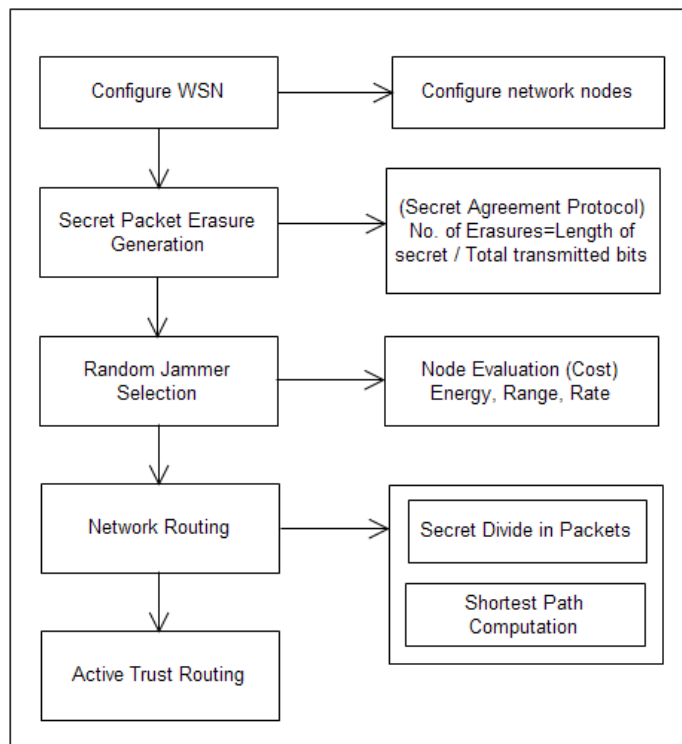 Configure WSN
Configure network nodes
Secret Packet Erasure
Generation
(Secret Agreement Protocol)
No. of Erasures=Length of
secret / Total transmitted bits
Random Jammer
Selection
Node Evaluation (Cost)
Energy, Range, Rate
Network Routing
Secret Divide in Packets
Shortest Path
Computation
Active Trust Routing